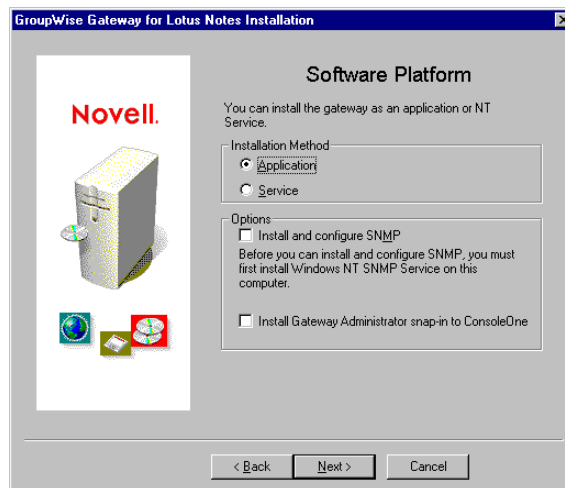 GroupWise Gateway for Lotus Notes Installation
Novell.
Software Platform
You can install the gateway as an application or NT
Service.
Installation Method
Application
Service
Options
Install and configure SNMP
Before you can install and configure SNMP, you must
first install Windows NT SNMP Service on this
computer.
Install Gateway Administrator snap-in to ConsoleOne
< Back
Next >
Cancel